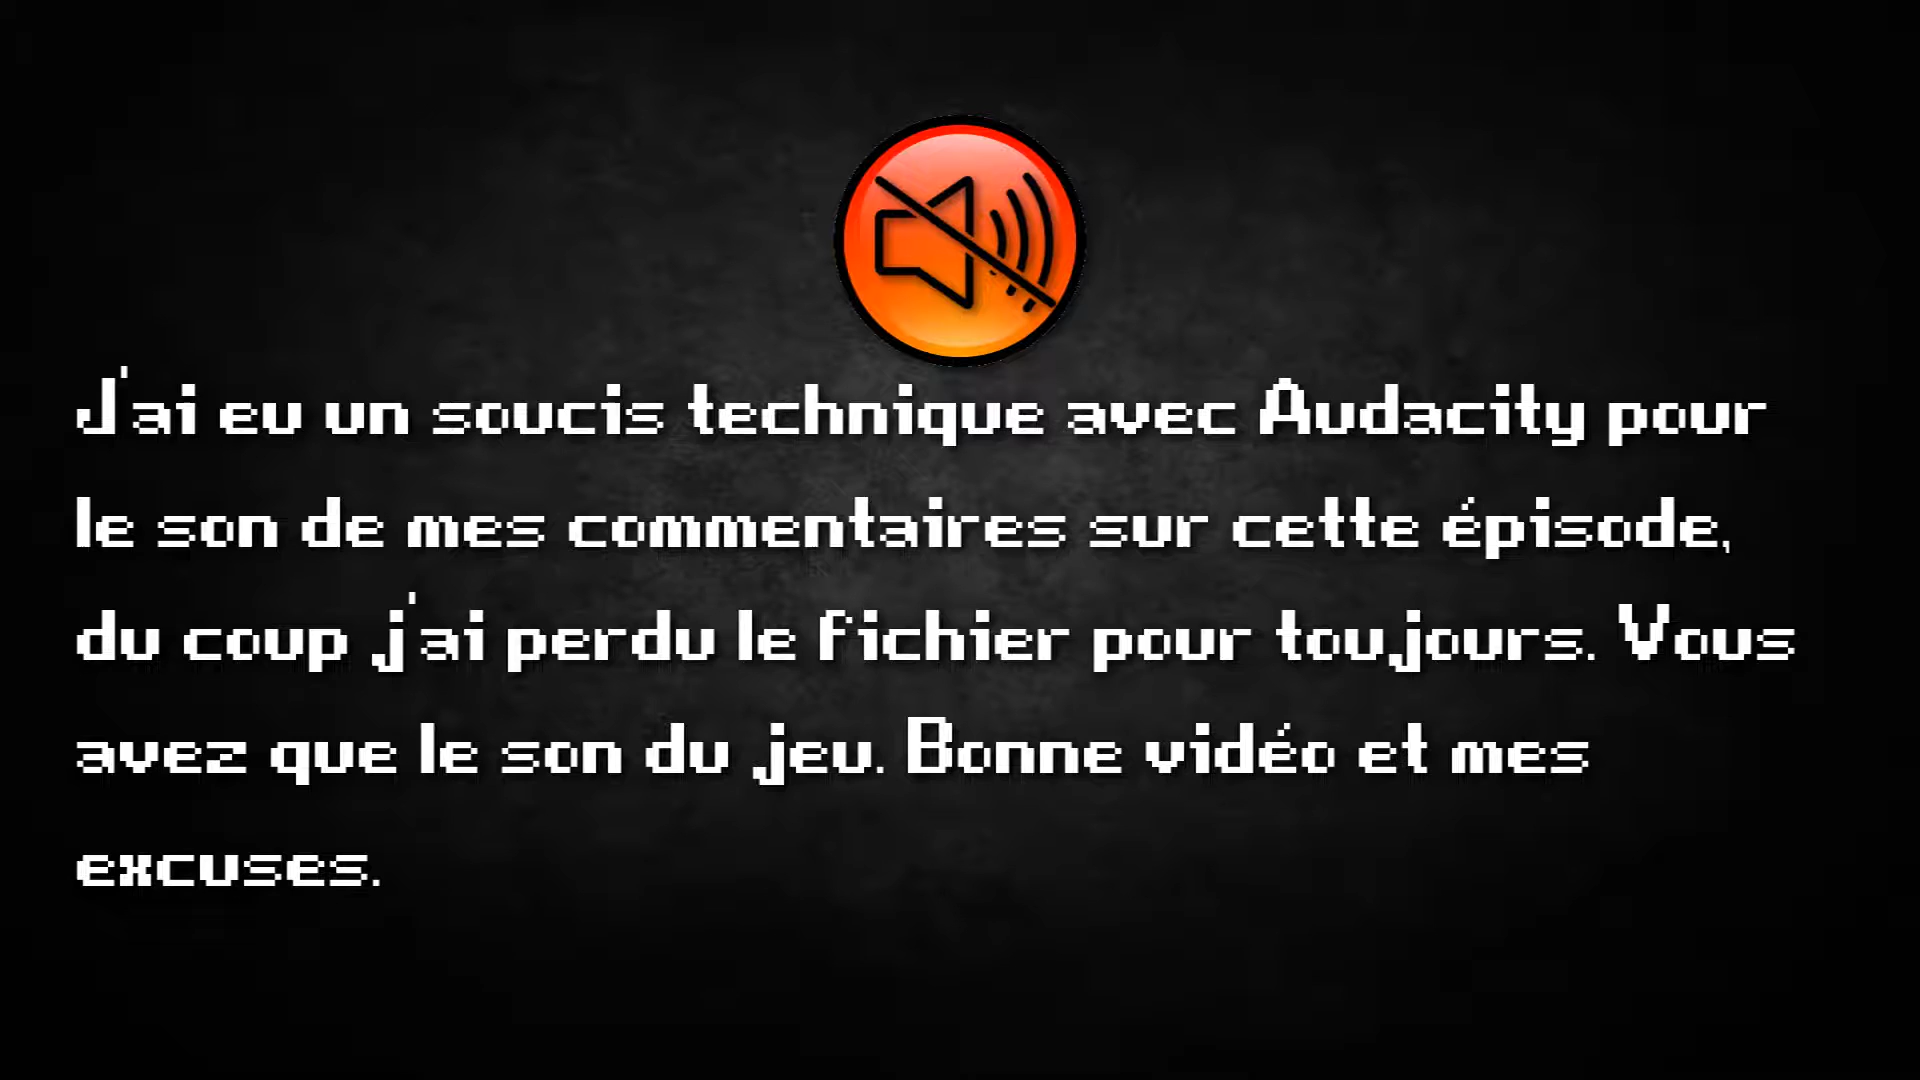 J'ai eu un soucis technique avec Audacity pour
le son de mes commentaires sur cette épisode,
du coup j'ai perdu le fichier pour toujours. Vous
avez que le son du jeu. Bonne vidéo et mes
excuses.